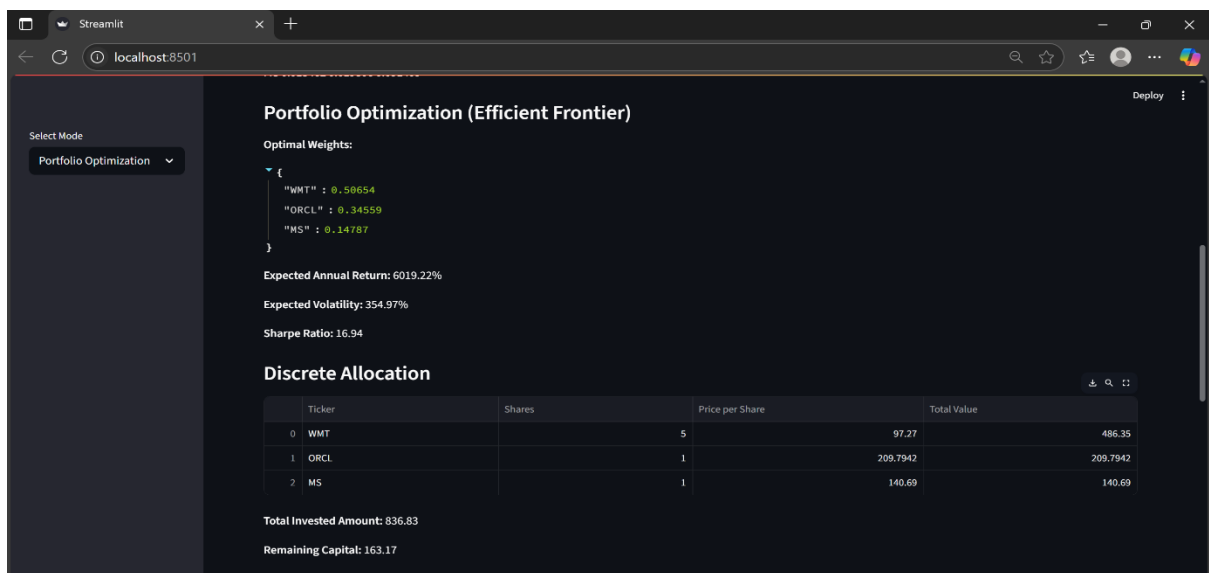 Streamlit
localhost:8501
Deploy
Select Mode
Portfolio Optimization
Portfolio Optimization (Efficient Frontier)
Optimal Weights:
{
"WMT" : 0.50654
"ORCL" : 0.34559
"MS" : 0.14787
}
Expected Annual Return: 6019.22%
Expected Volatility: 354.97%
Sharpe Ratio: 16.94
Discrete Allocation
Ticker Shares Price per Share Total Value
0 WMT 5 97.27 486.35
1 ORCL 1 209.7942 209.7942
2 MS 1 140.69 140.69
Total Invested Amount: 836.83
Remaining Capital: 163.17